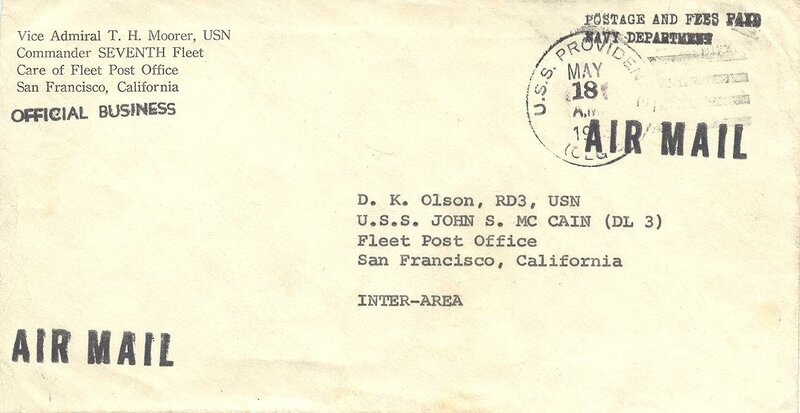 Vice Admiral T. H. Moorer, USN
Commander SEVENTH Fleet
Care of Fleet Post Office
San Francisco, California
OFFICIAL BUSINESS
POSTAGE AND FEES PAID
NAVY DEPARTMENT
U.S.S. PROVIDEN
MAY
18
A.M
19
AIR MAIL
D. K. Olson, RD3, USN
U.S.S. JOHN S. MC CAIN (DL 3)
Fleet Post Office
San Francisco, California
INTER-AREA
AIR MAIL